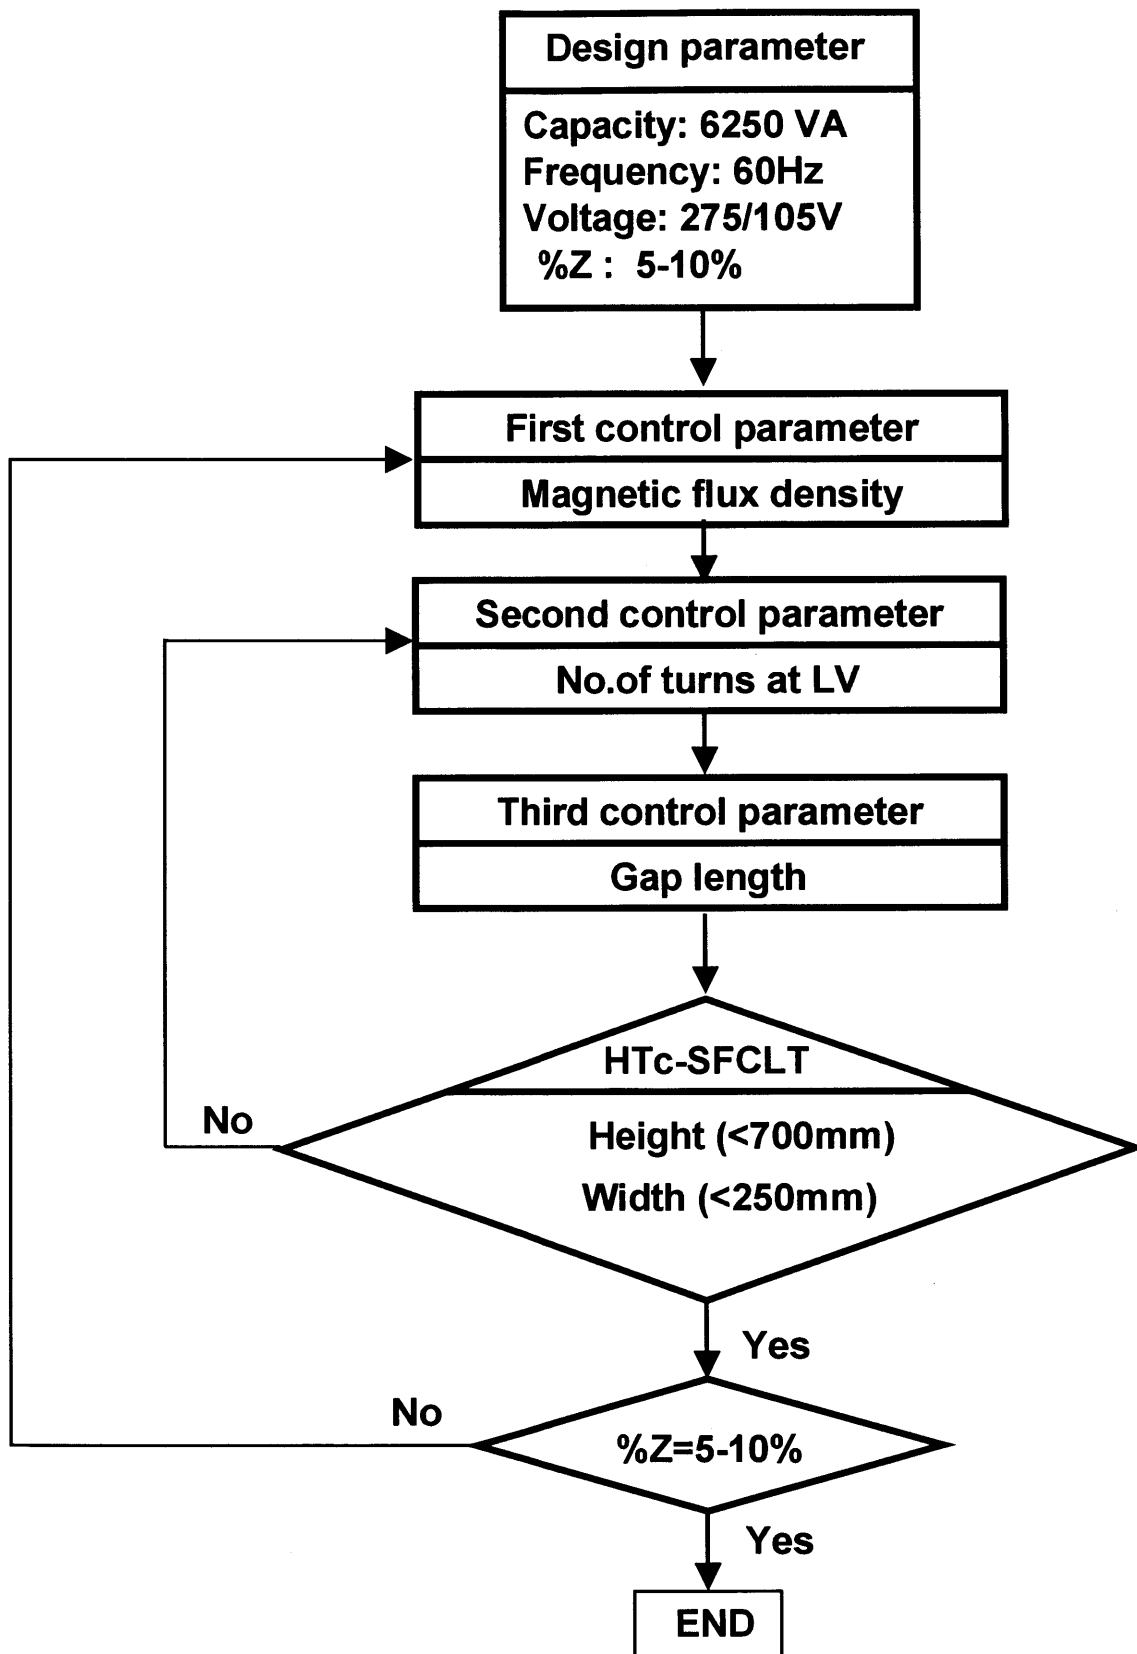 Design parameter
Capacity: 6250 VA
Frequency: 60Hz
Voltage: 275/105V
%Z : 5-10%
First control parameter
Magnetic flux density
Second control parameter
No.of turns at LV
Third control parameter
Gap length
HTc-SFCLT
No
Height (<700mm)
Width (<250mm)
Yes
No
%Z=5-10%
Yes
END